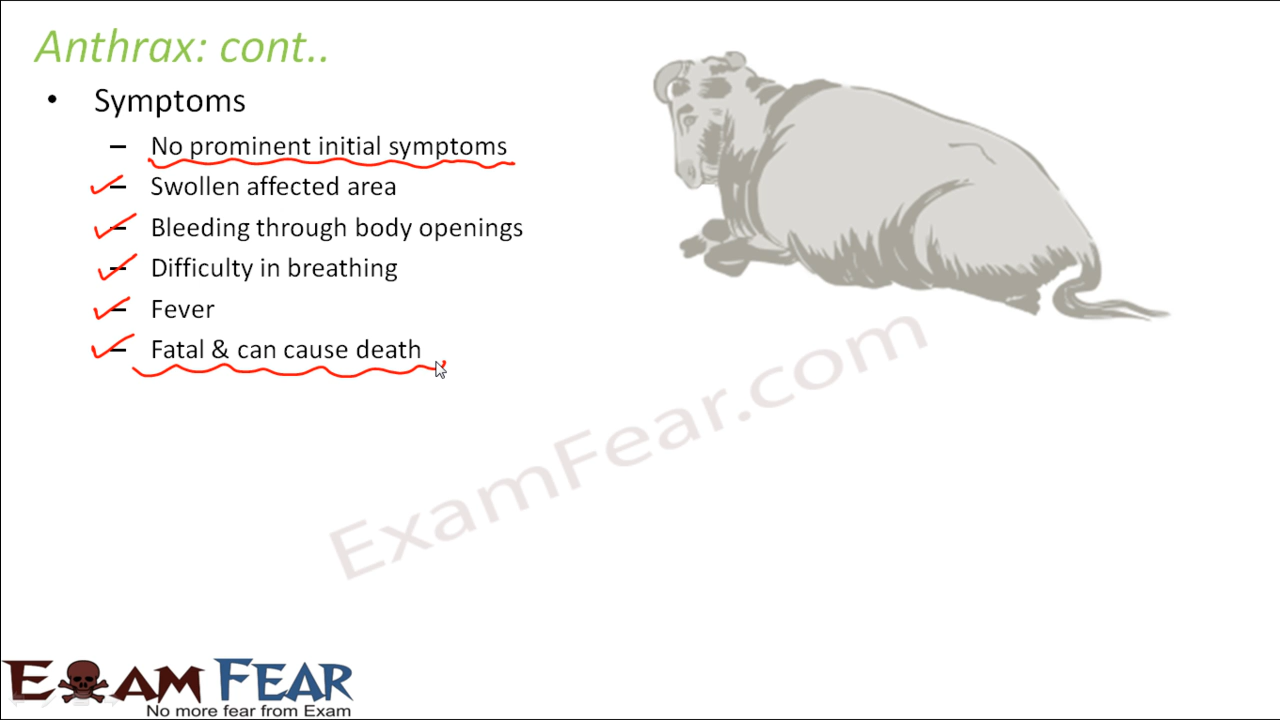 Anthrax: cont..
• Symptoms
– No prominent initial symptoms
– Swollen affected area
– Bleeding through body openings
– Difficulty in breathing
– Fever
– Fatal & can cause death
ExamFear.com
EXAM FEAR
No more fear from Exam